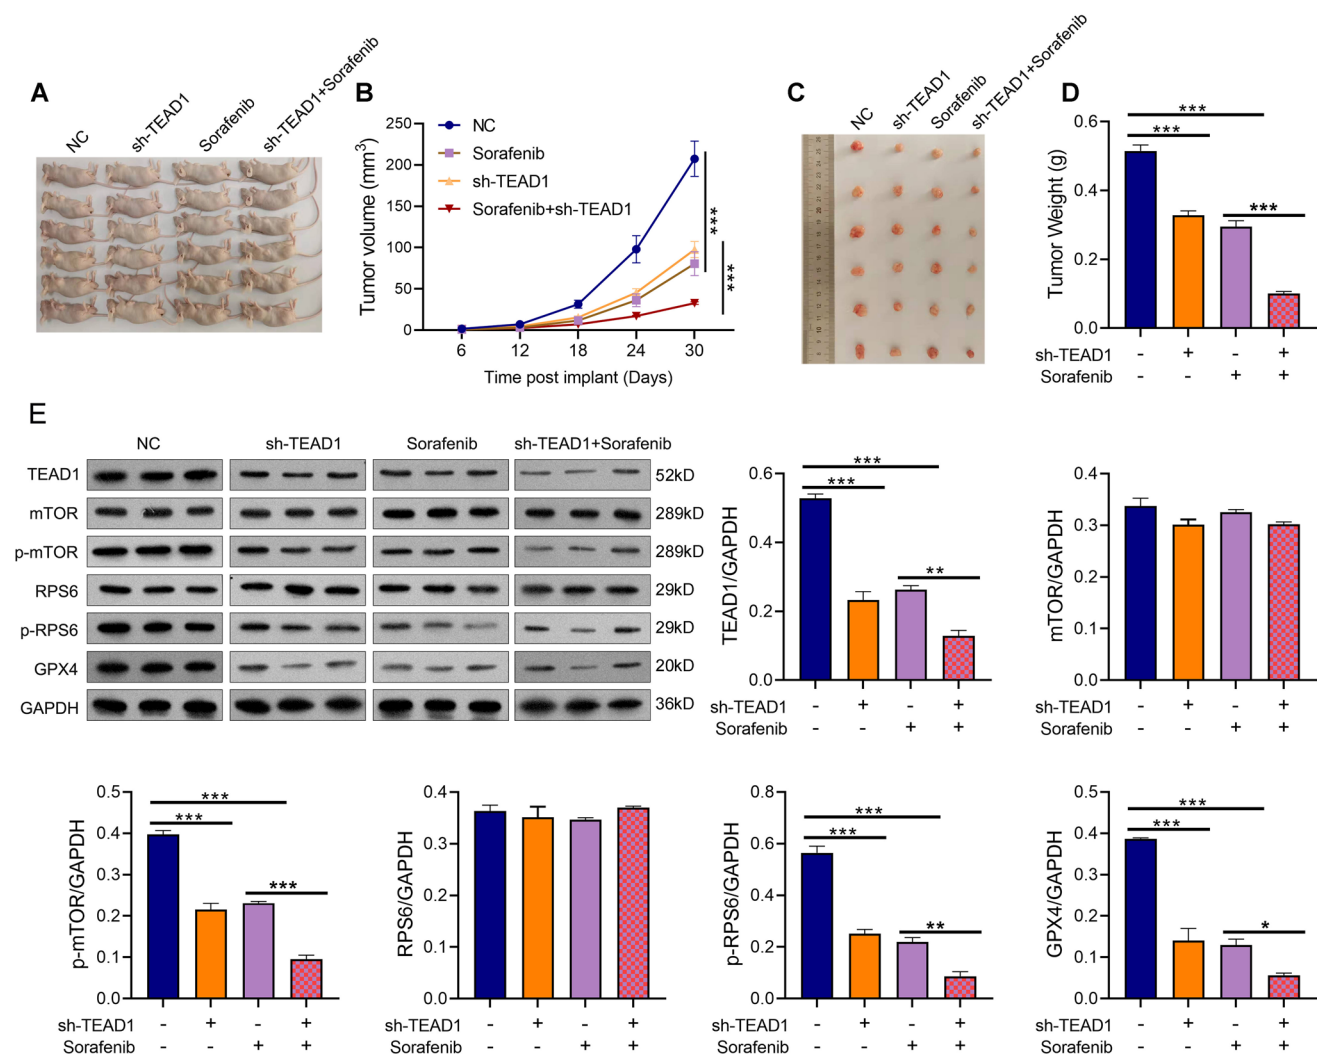 A
NC
sh-TEAD1
Sorafenib
sh-TEAD1+Sorafenib
B
Tumor volume (mm³)
250
200
150
100
50
0
6 12 18 24 30
Time post implant (Days)
NC
Sorafenib
sh-TEAD1
Sorafenib+sh-TEAD1
***
***
C
NC
sh-TEAD1
Sorafenib
sh-TEAD1+Sorafenib
D
Tumor Weight (g)
0.6
0.4
0.2
0.0
***
***
***
sh-TEAD1 - + - +
Sorafenib - - + +
E
NC sh-TEAD1 Sorafenib sh-TEAD1+Sorafenib
TEAD1 52kD
mTOR 289kD
p-mTOR 289kD
RPS6 29kD
p-RPS6 29kD
GPX4 20kD
GAPDH 36kD
TEAD1/GAPDH
0.6
0.4
0.2
0.0
***
***
**
sh-TEAD1 - + - +
Sorafenib - - + +
mTOR/GAPDH
0.4
0.3
0.2
0.1
0.0
sh-TEAD1 - + - +
Sorafenib - - + +
p-mTOR/GAPDH
0.5
0.4
0.3
0.2
0.1
0.0
***
***
***
sh-TEAD1 - + - +
Sorafenib - - + +
RPS6/GAPDH
0.4
0.3
0.2
0.1
0.0
sh-TEAD1 - + - +
Sorafenib - - + +
p-RPS6/GAPDH
0.8
0.6
0.4
0.2
0.0
***
***
**
sh-TEAD1 - + - +
Sorafenib - - + +
GPX4/GAPDH
0.5
0.4
0.3
0.2
0.1
0.0
***
***
*
sh-TEAD1 - + - +
Sorafenib - - + +